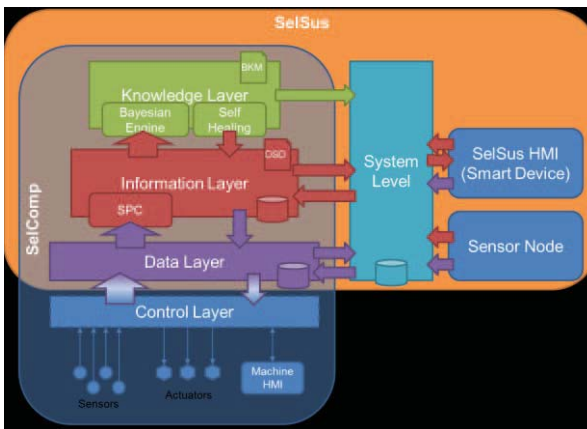 SelSus
BKM
Knowledge Layer
Bayesian
Engine
Self
Healing
DSD
Information Layer
SPC
System
Level
SelSus HMI
(Smart Device)
Sensor Node
SelComp
Data Layer
Control Layer
Machine
HMI
Sensors
Actuators